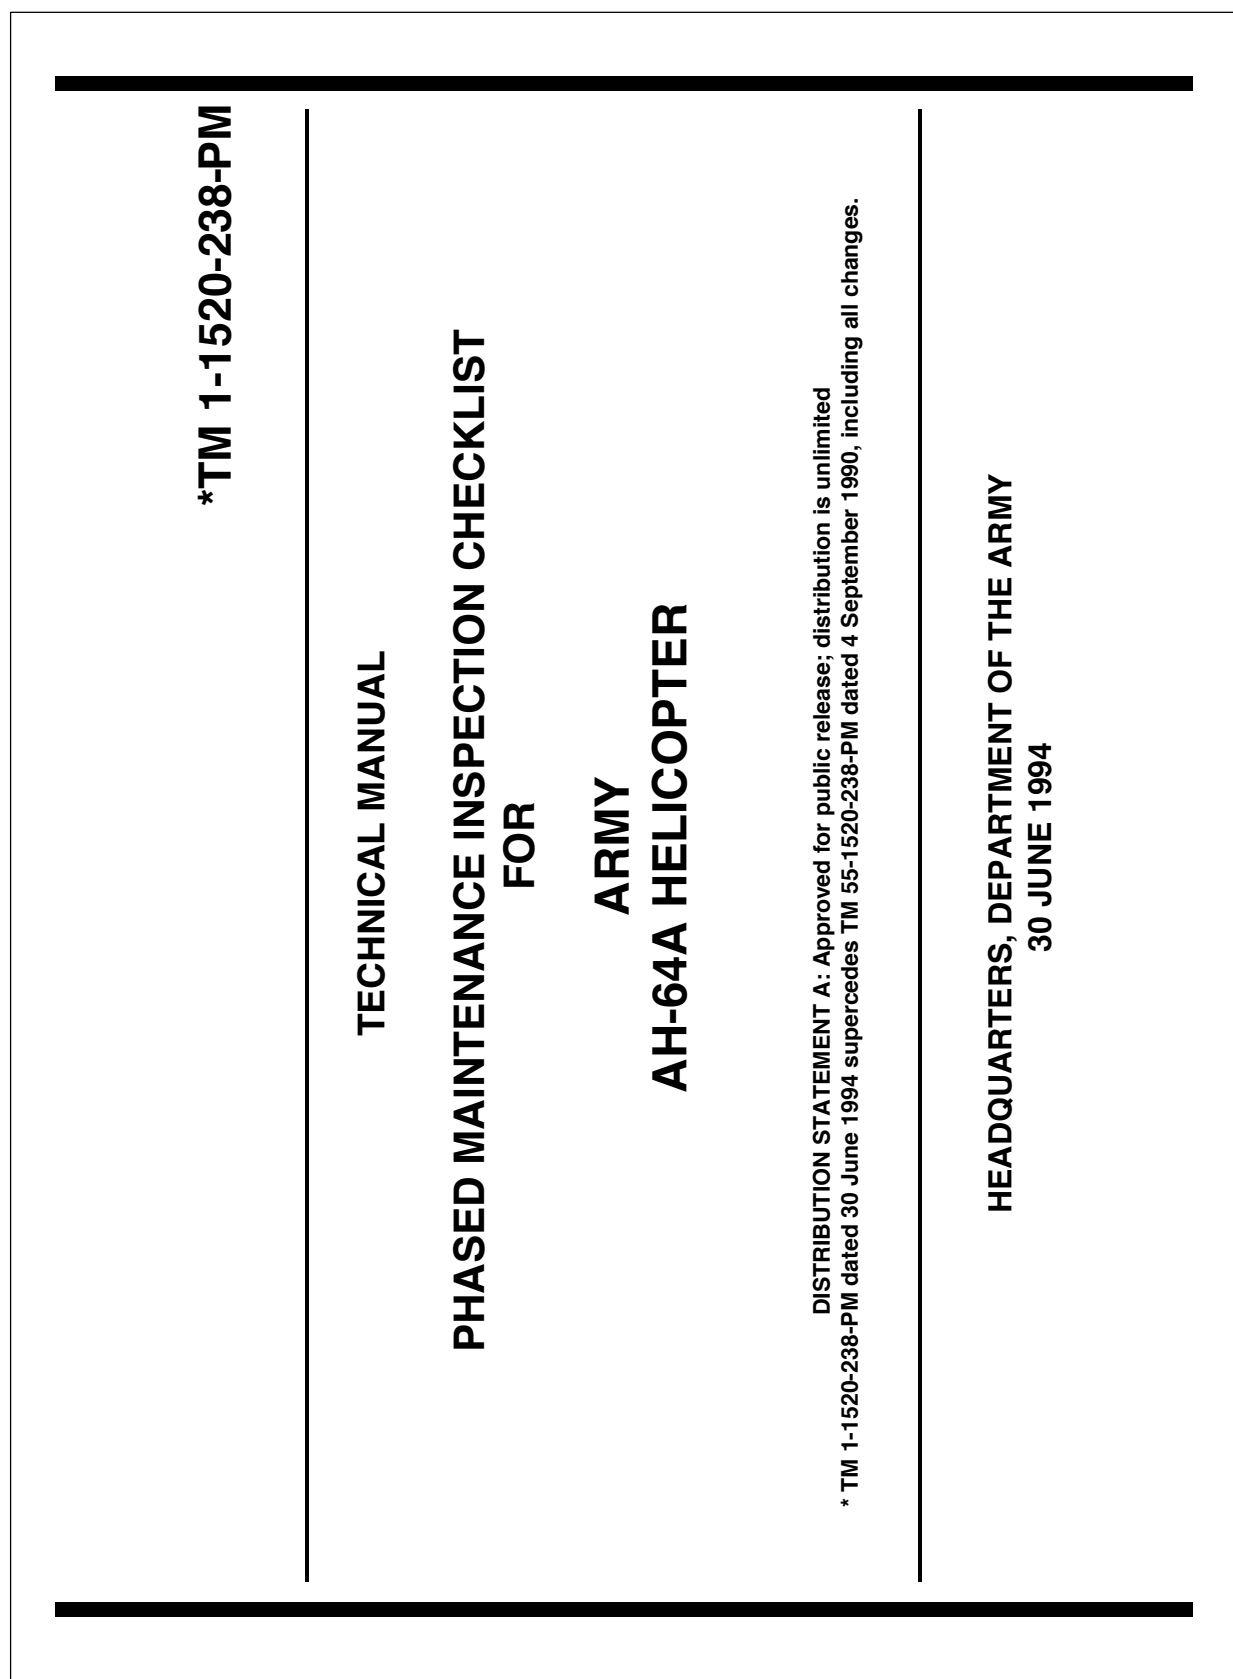 *TM 1-1520-238-PM
TECHNICAL MANUAL
PHASED MAINTENANCE INSPECTION CHECKLIST
FOR
ARMY
AH-64A HELICOPTER
DISTRIBUTION STATEMENT A: Approved for public release; distribution is unlimited
* TM 1-1520-238-PM dated 30 June 1994 supercedes TM 55-1520-238-PM dated 4 September 1990, including all changes.
HEADQUARTERS, DEPARTMENT OF THE ARMY
30 JUNE 1994